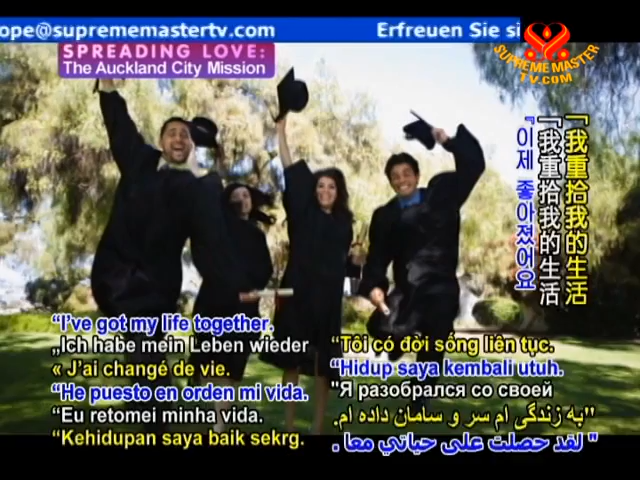 ope@suprememastertv.com
Erfreuen Sie si
SUPREME MASTER
TV.COM
SPREADING LOVE:
The Auckland City Mission
「我重拾我的生活
「我重拾我的生活
『이제 좋아졌어요
“I’ve got my life together.
„Ich habe mein Leben wieder
« J’ai changé de vie.
“He puesto en orden mi vida.
“Eu retomei minha vida.
“Kehidupan saya baik sekrg.
“Tôi có đời sống liên tục.
“Hidup saya kembali utuh.
"Я разобрался со своей
"به زندگی ام سر و سامان داده ام.
" لقد حصلت على حياتي معا .